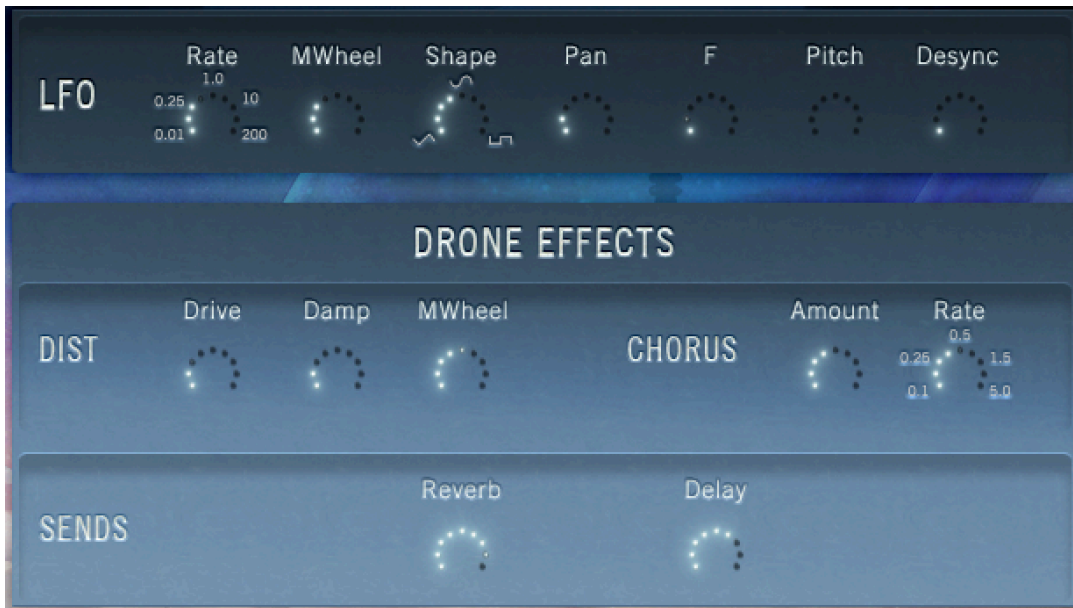 Rate MWheel Shape Pan F Pitch Desync
LFO
1.0
0.25 10
0.01 200
DRONE EFFECTS
Drive Damp MWheel Amount Rate
DIST CHORUS
0.5
0.25 1.5
0.1 5.0
Reverb Delay
SENDS